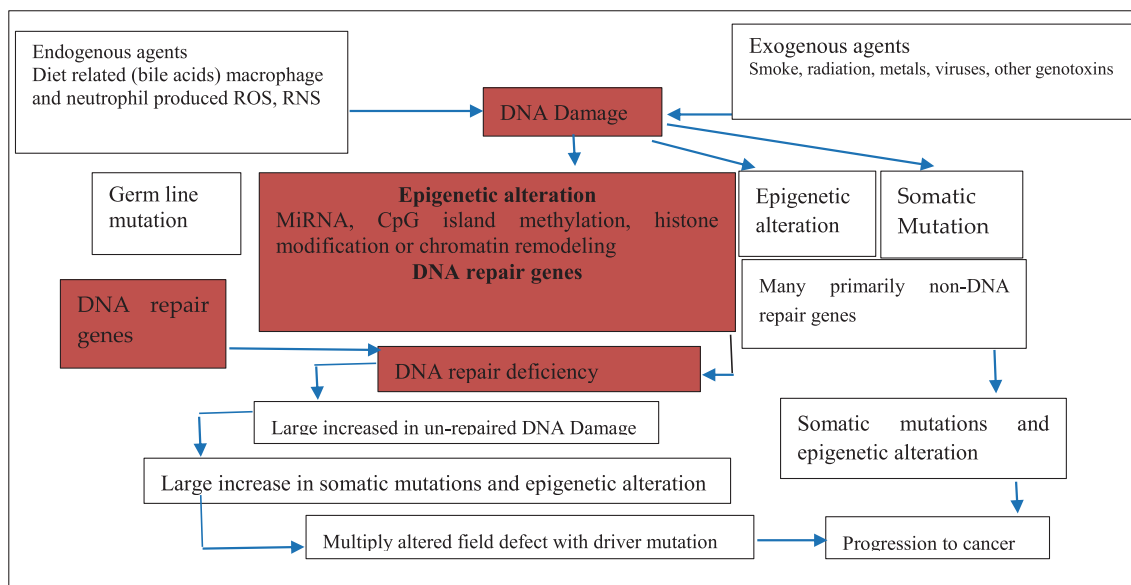 Endogenous agents
Diet related (bile acids) macrophage
and neutrophil produced ROS, RNS
Exogenous agents
Smoke, radiation, metals, viruses, other genotoxins
DNA Damage
Germ line
mutation
Epigenetic alteration
MiRNA, CpG island methylation, histone
modification or chromatin remodeling
DNA repair genes
Epigenetic
alteration
Somatic
Mutation
Many primarily non-DNA
repair genes
DNA repair
genes
DNA repair deficiency
Large increased in un-repaired DNA Damage
Somatic mutations and
epigenetic alteration
Large increase in somatic mutations and epigenetic alteration
Multiply altered field defect with driver mutation
Progression to cancer